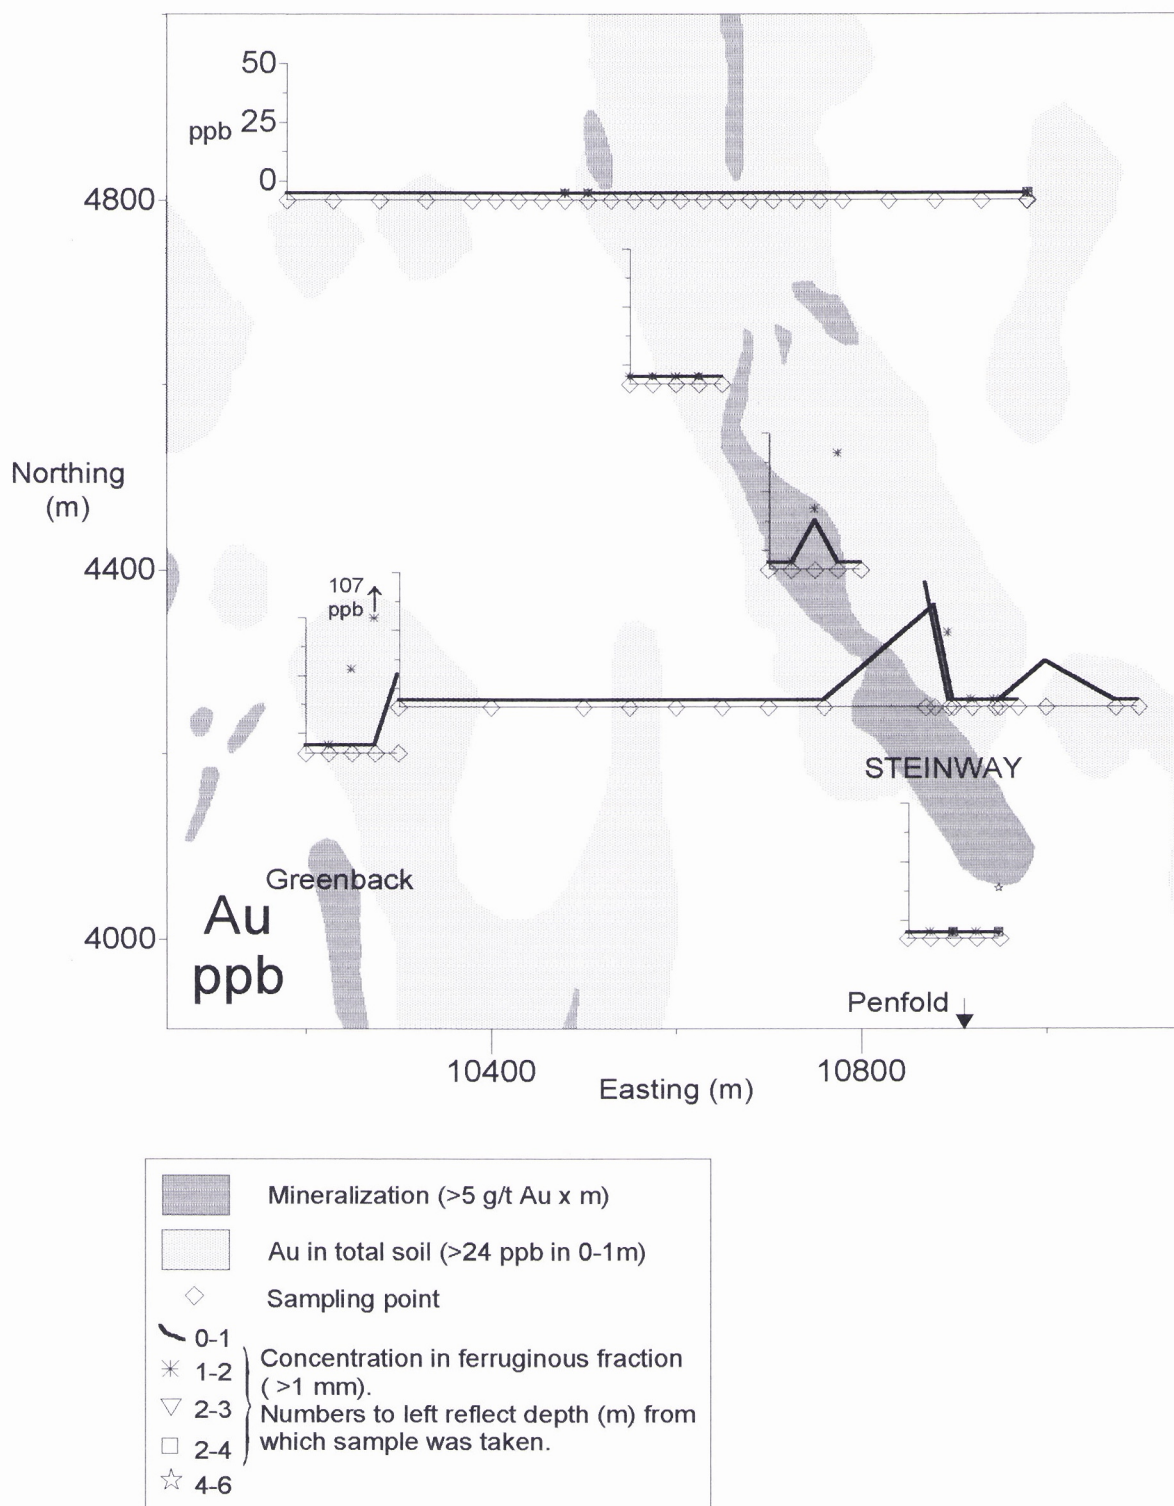 50
ppb 25
0
4800
Northing
(m)
4400
107
ppb
STEINWAY
Greenback
Au
ppb
4000
Penfold
10400
10800
Easting (m)
Mineralization (>5 g/t Au x m)
Au in total soil (>24 ppb in 0-1m)
Sampling point
0-1
1-2
2-3
2-4
4-6
Concentration in ferruginous fraction
( >1 mm).
Numbers to left reflect depth (m) from
which sample was taken.